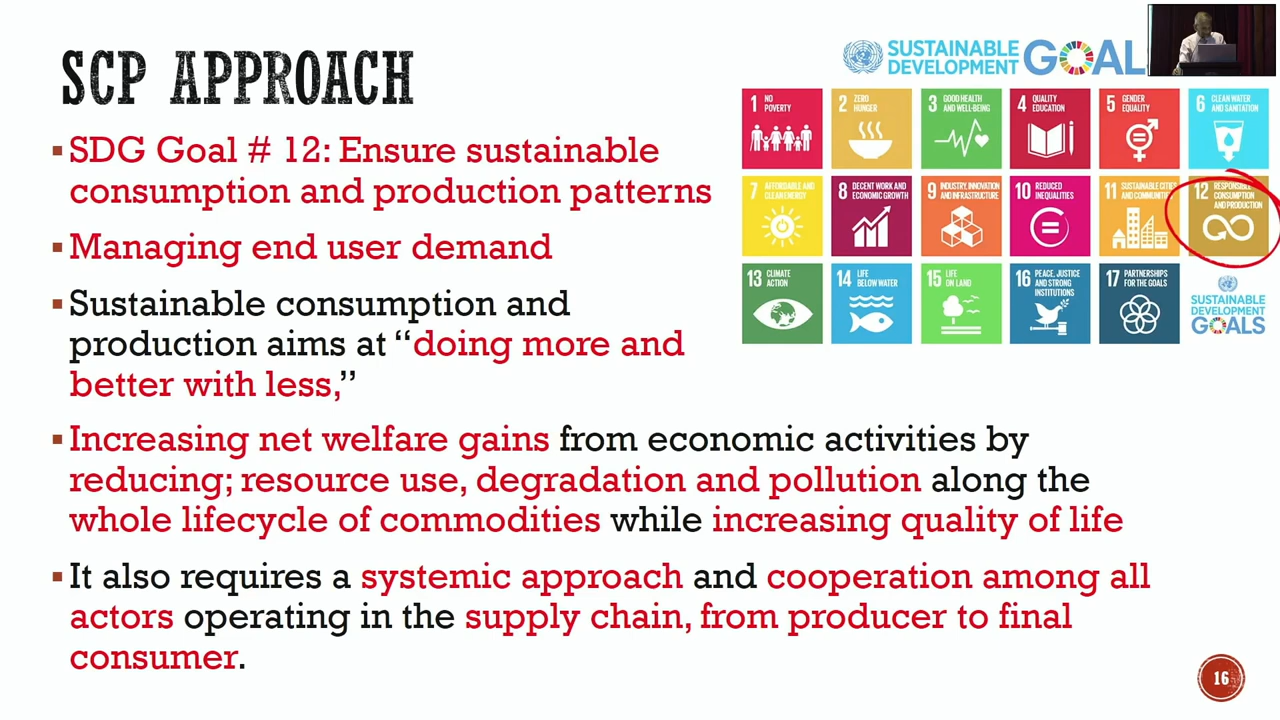 SCP APPROACH
▪SDG Goal # 12: Ensure sustainable
consumption and production patterns
▪Managing end user demand
▪Sustainable consumption and
production aims at “doing more and
better with less,”
▪Increasing net welfare gains from economic activities by
reducing; resource use, degradation and pollution along the
whole lifecycle of commodities while increasing quality of life
▪It also requires a systemic approach and cooperation among all
actors operating in the supply chain, from producer to final
consumer.
SUSTAINABLE
DEVELOPMENT
GOAL
1 NO
POVERTY
2 ZERO
HUNGER
3 GOOD HEALTH
AND WELL-BEING
4 QUALITY
EDUCATION
5 GENDER
EQUALITY
6 CLEAN WATER
AND SANITATION
7 AFFORDABLE AND
CLEAN ENERGY
8 DECENT WORK AND
ECONOMIC GROWTH
9 INDUSTRY, INNOVATION
AND INFRASTRUCTURE
10 REDUCED
INEQUALITIES
11 SUSTAINABLE CITIES
AND COMMUNITIES
12 RESPONSIBLE
CONSUMPTION
AND PRODUCTION
13 CLIMATE
ACTION
14 LIFE
BELOW WATER
15 LIFE
ON LAND
16 PEACE, JUSTICE
AND STRONG
INSTITUTIONS
17 PARTNERSHIPS
FOR THE GOALS
SUSTAINABLE
DEVELOPMENT
GOALS
16